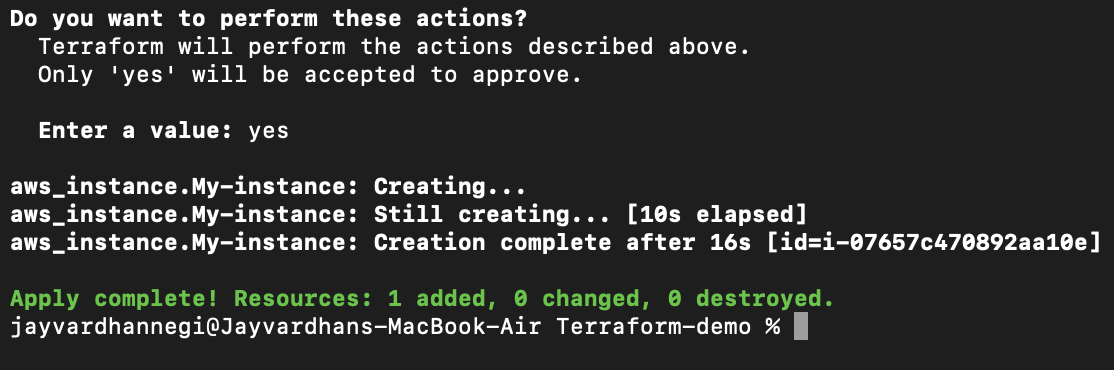 Do you want to perform these actions?
Terraform will perform the actions described above.
Only 'yes' will be accepted to approve.
Enter a value: yes
aws_instance.My-instance: Creating...
aws_instance.My-instance: Still creating... [10s elapsed]
aws_instance.My-instance: Creation complete after 16s [id=i-07657c470892aa10e]
Apply complete! Resources: 1 added, 0 changed, 0 destroyed.
jayvardhannegi@Jayvardhans-MacBook-Air Terraform-demo %